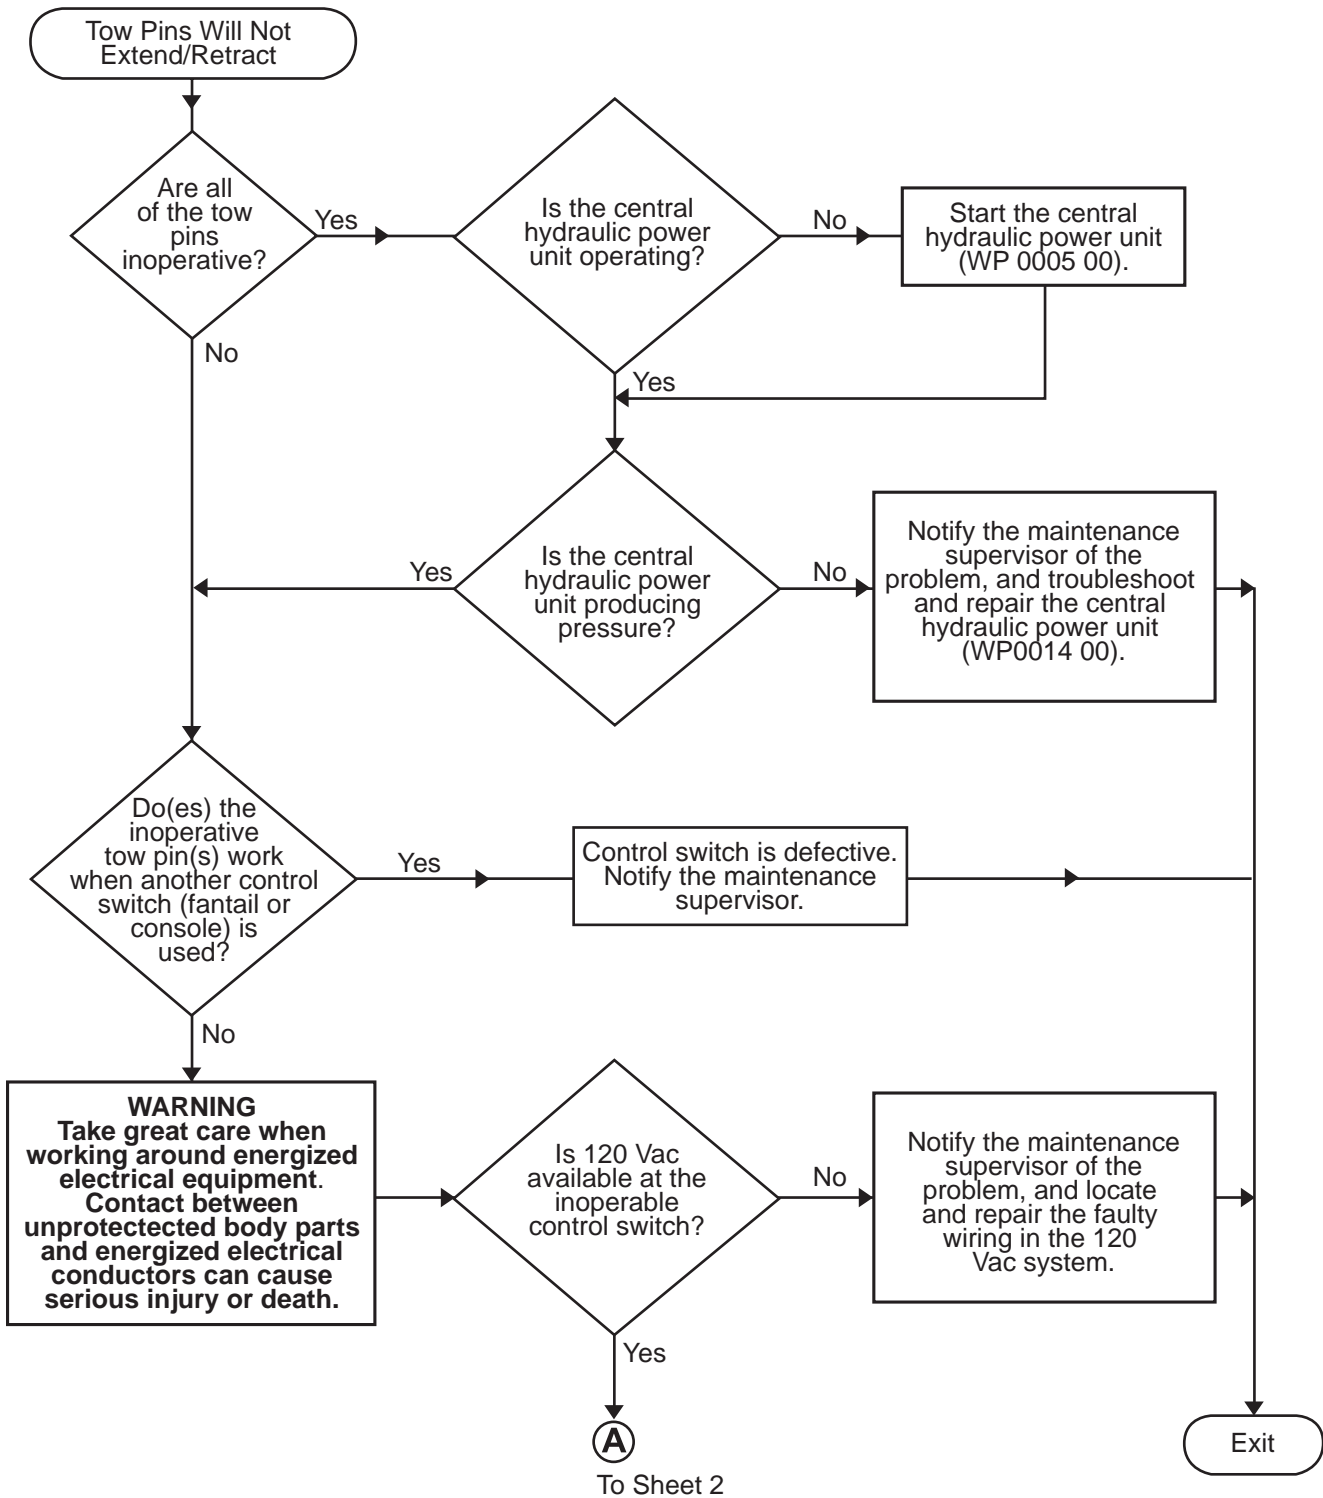 Tow Pins Will Not
Extend/Retract
Are all
of the tow
pins
inoperative?
Yes
Is the central
hydraulic power
unit operating?
No
Start the central
hydraulic power unit
(WP 0005 00).
No
Yes
Yes
Is the central
hydraulic power
unit producing
pressure?
No
Notify the maintenance
supervisor of the
problem, and troubleshoot
and repair the central
hydraulic power unit
(WP0014 00).
Do(es) the
inoperative
tow pin(s) work
when another control
switch (fantail or
console) is
used?
Yes
Control switch is defective.
Notify the maintenance
supervisor.
No
WARNING
Take great care when
working around energized
electrical equipment.
Contact between
unprotectected body parts
and energized electrical
conductors can cause
serious injury or death.
Is 120 Vac
available at the
inoperable
control switch?
No
Notify the maintenance
supervisor of the
problem, and locate
and repair the faulty
wiring in the 120
Vac system.
Yes
A
To Sheet 2
Exit